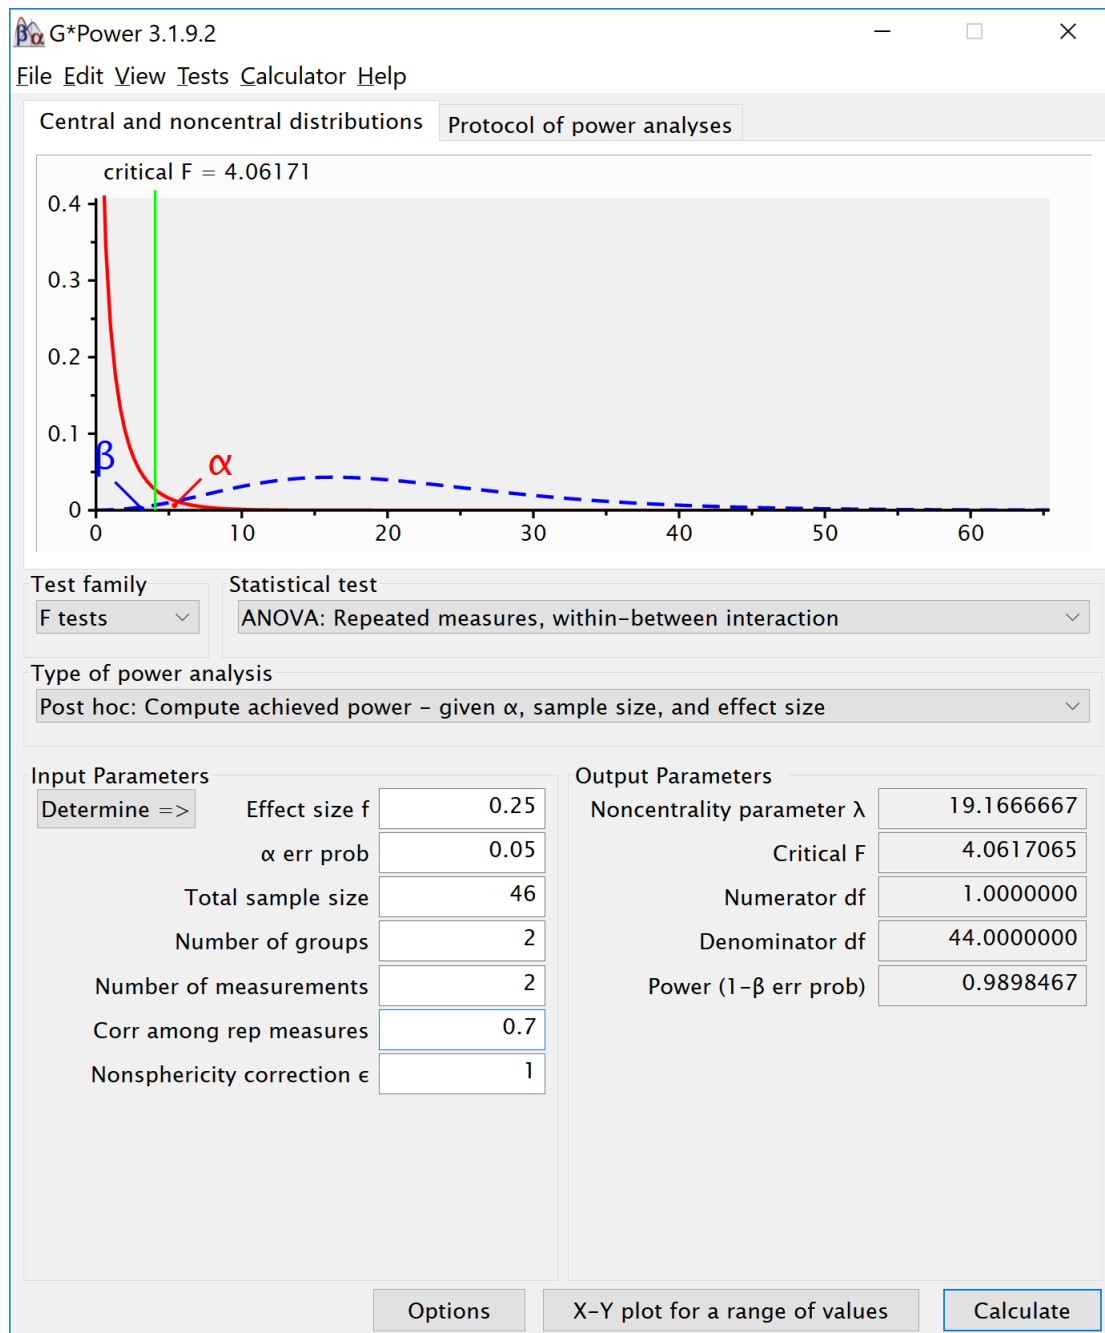 G*Power 3.1.9.2
File Edit View Tests Calculator Help
Central and noncentral distributions Protocol of power analyses
critical F = 4.06171
0.4
0.3
0.2
0.1
0
β
α
0 10 20 30 40 50 60
Test family Statistical test
F tests ANOVA: Repeated measures, within-between interaction
Type of power analysis
Post hoc: Compute achieved power - given α, sample size, and effect size
Input Parameters Output Parameters
Determine => Effect size f 0.25 Noncentrality parameter λ 19.1666667
α err prob 0.05 Critical F 4.0617065
Total sample size 46 Numerator df 1.0000000
Number of groups 2 Denominator df 44.0000000
Number of measurements 2 Power (1-β err prob) 0.9898467
Corr among rep measures 0.7
Nonsphericity correction ϵ 1
Options X-Y plot for a range of values Calculate